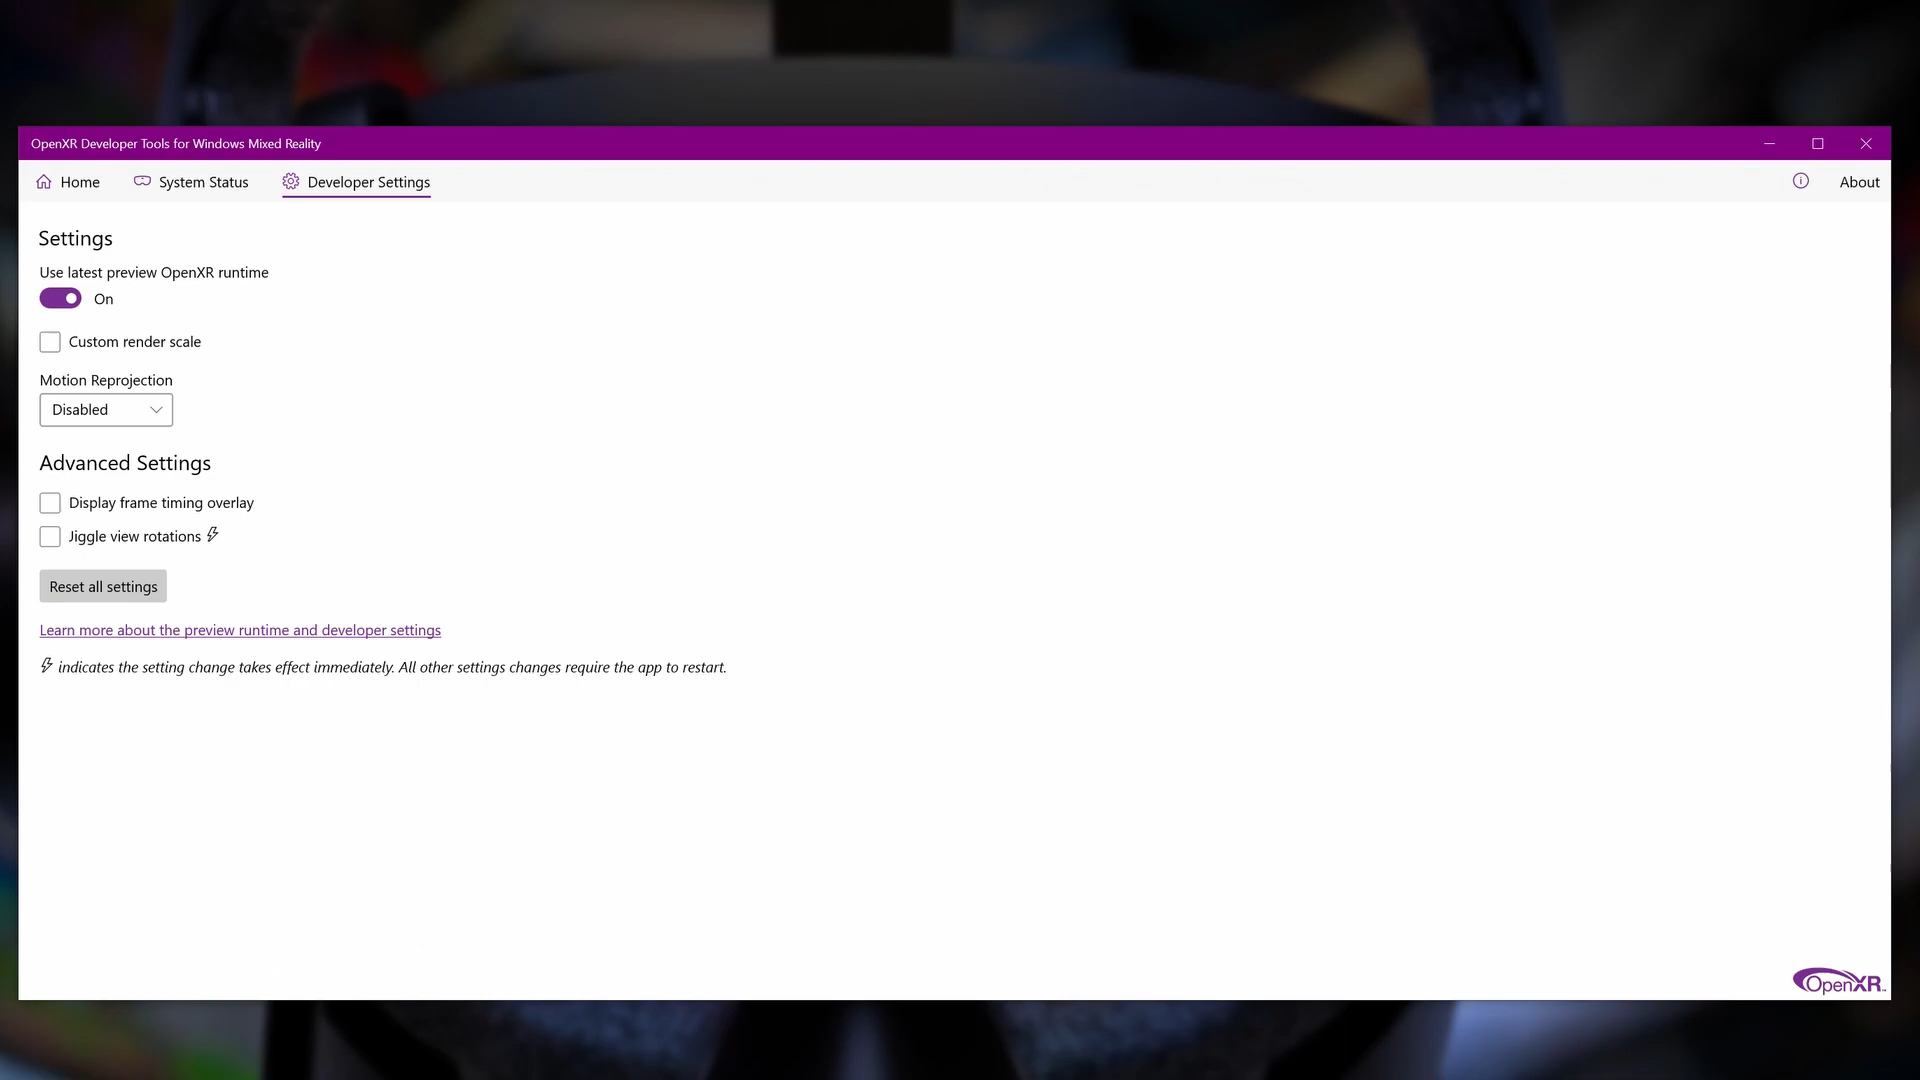 OpenXR Developer Tools for Windows Mixed Reality
Home System Status Developer Settings About
Settings
Use latest preview OpenXR runtime
On
Custom render scale
Motion Reprojection
Disabled
Advanced Settings
Display frame timing overlay
Jiggle view rotations
Reset all settings
Learn more about the preview runtime and developer settings
indicates the setting change takes effect immediately. All other settings changes require the app to restart.
OpenXR